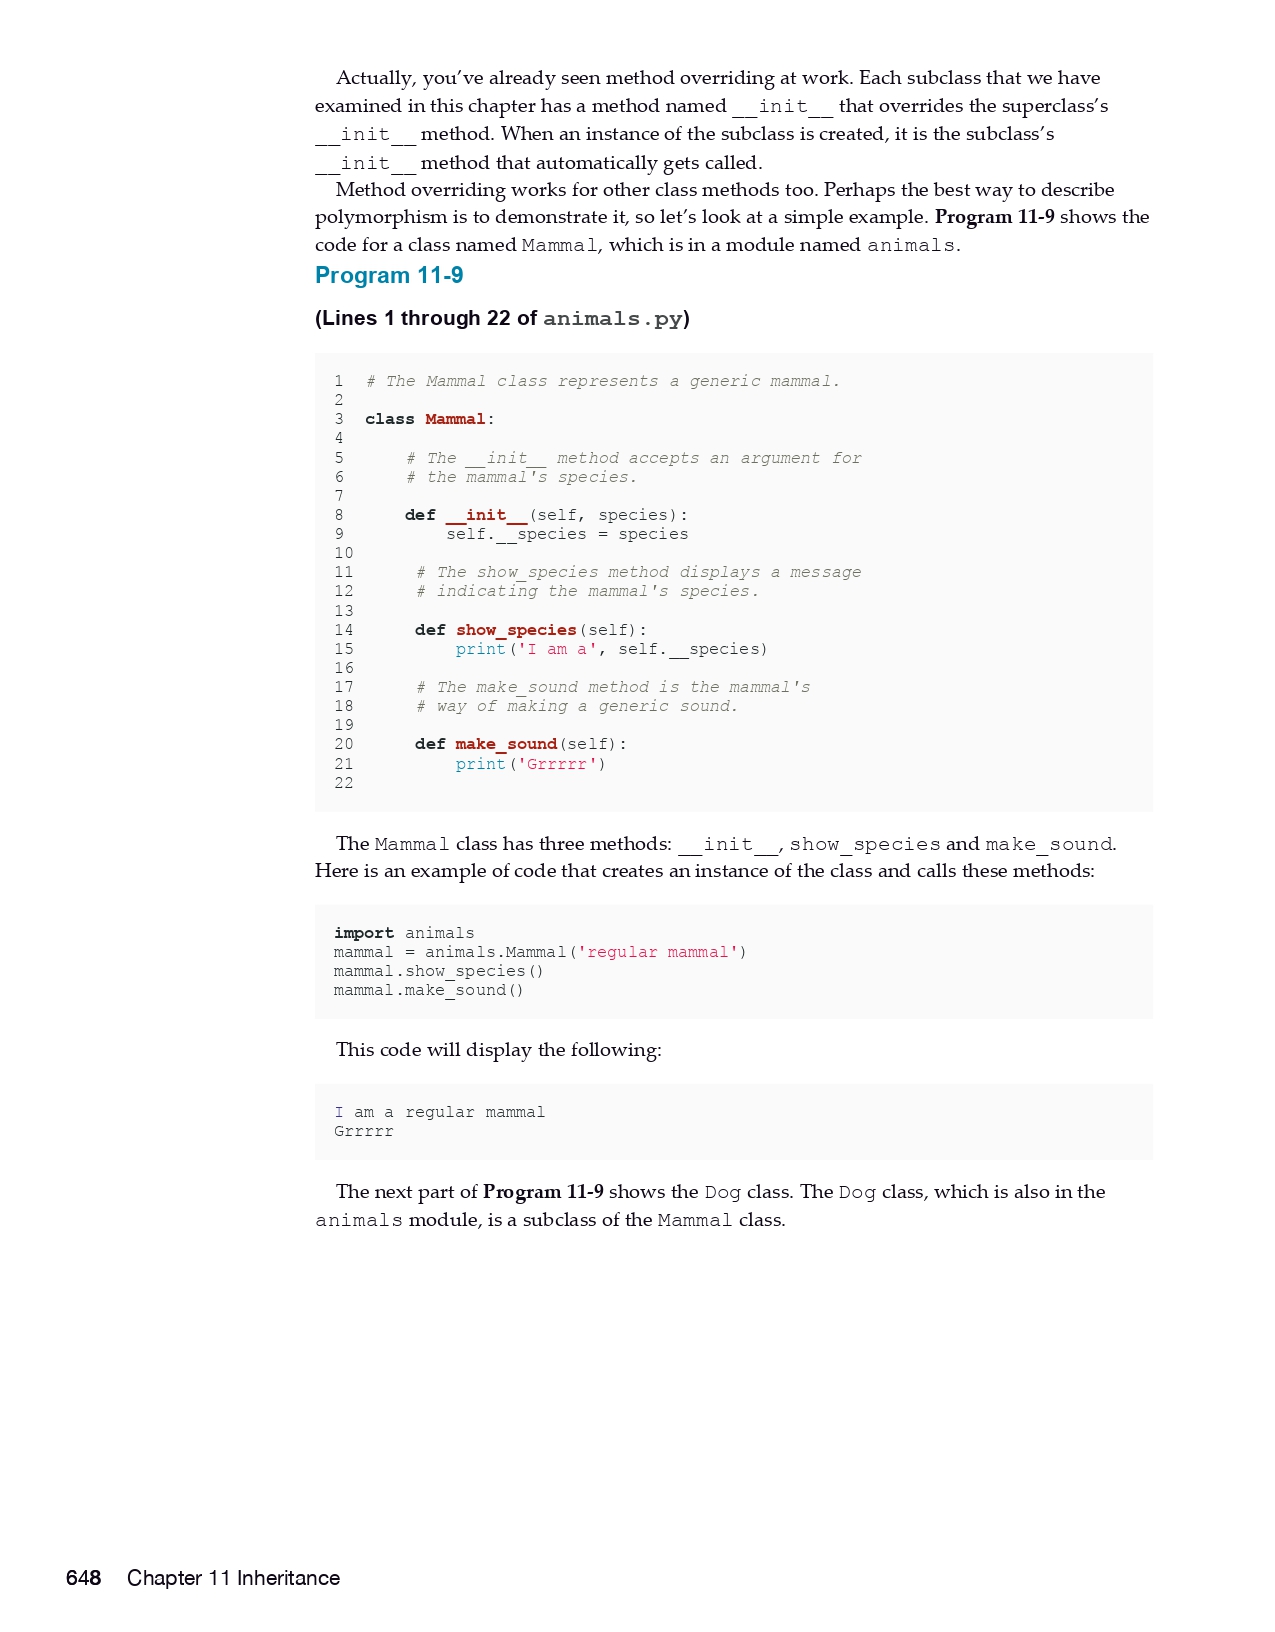 Actually, you’ve already seen method overriding at work. Each subclass that we have
examined in this chapter has a method named __init__ that overrides the superclass’s
__init__ method. When an instance of the subclass is created, it is the subclass’s
__init__ method that automatically gets called.
Method overriding works for other class methods too. Perhaps the best way to describe
polymorphism is to demonstrate it, so let’s look at a simple example. Program 11-9 shows the
code for a class named Mammal, which is in a module named animals.
Program 11-9
(Lines 1 through 22 of animals.py)
1  # The Mammal class represents a generic mammal.
2
3  class Mammal:
4
5      # The __init__ method accepts an argument for
6      # the mammal's species.
7
8      def __init__(self, species):
9          self.__species = species
10
11      # The show_species method displays a message
12      # indicating the mammal's species.
13
14      def show_species(self):
15          print('I am a', self.__species)
16
17      # The make_sound method is the mammal's
18      # way of making a generic sound.
19
20      def make_sound(self):
21          print('Grrrrr')
22
The Mammal class has three methods: __init__, show_species and make_sound.
Here is an example of code that creates an instance of the class and calls these methods:
import animals
mammal = animals.Mammal('regular mammal')
mammal.show_species()
mammal.make_sound()
This code will display the following:
I am a regular mammal
Grrrrr
The next part of Program 11-9 shows the Dog class. The Dog class, which is also in the
animals module, is a subclass of the Mammal class.
648 Chapter 11 Inheritance